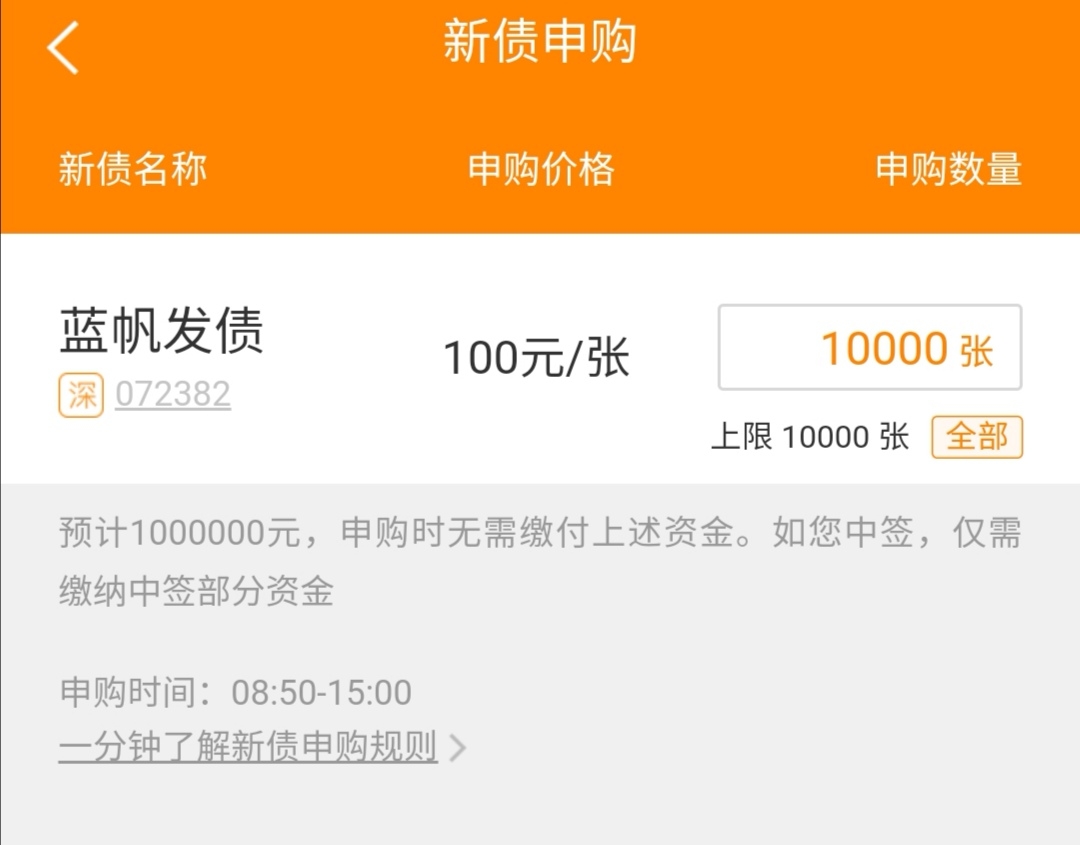 新债申购
新债名称 申购价格 申购数量
蓝帆发债 100元/张 10000 张
深 072382
上限 10000 张 全部
预计1000000元，申购时无需缴付上述资金。如您中签，仅需
缴纳中签部分资金
申购时间：08:50-15:00
一分钟了解新债申购规则